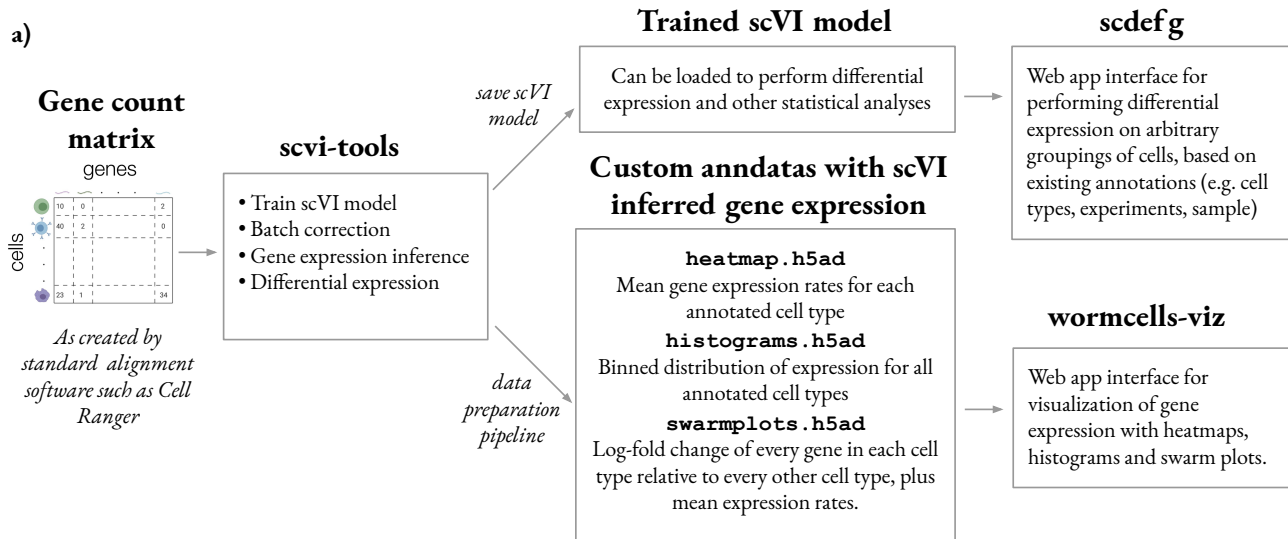 a)
Gene count
matrix
genes
cells
10 0 2
40 2 0
23 1 34
As created by
standard alignment
software such as Cell
Ranger
scvi-tools
• Train scVI model
• Batch correction
• Gene expression inference
• Differential expression
save scVI
model
data
preparation
pipeline
Trained scVI model
Can be loaded to perform differential
expression and other statistical analyses
Custom anndatas with scVI
inferred gene expression
heatmap.h5ad
Mean gene expression rates for each
annotated cell type
histograms.h5ad
Binned distribution of expression for all
annotated cell types
swarmplots.h5ad
Log-fold change of every gene in each cell
type relative to every other cell type, plus
mean expression rates.
scdefg
Web app interface for
performing differential
expression on arbitrary
groupings of cells, based on
existing annotations (e.g. cell
types, experiments, sample)
wormcells-viz
Web app interface for
visualization of gene
expression with heatmaps,
histograms and swarm plots.